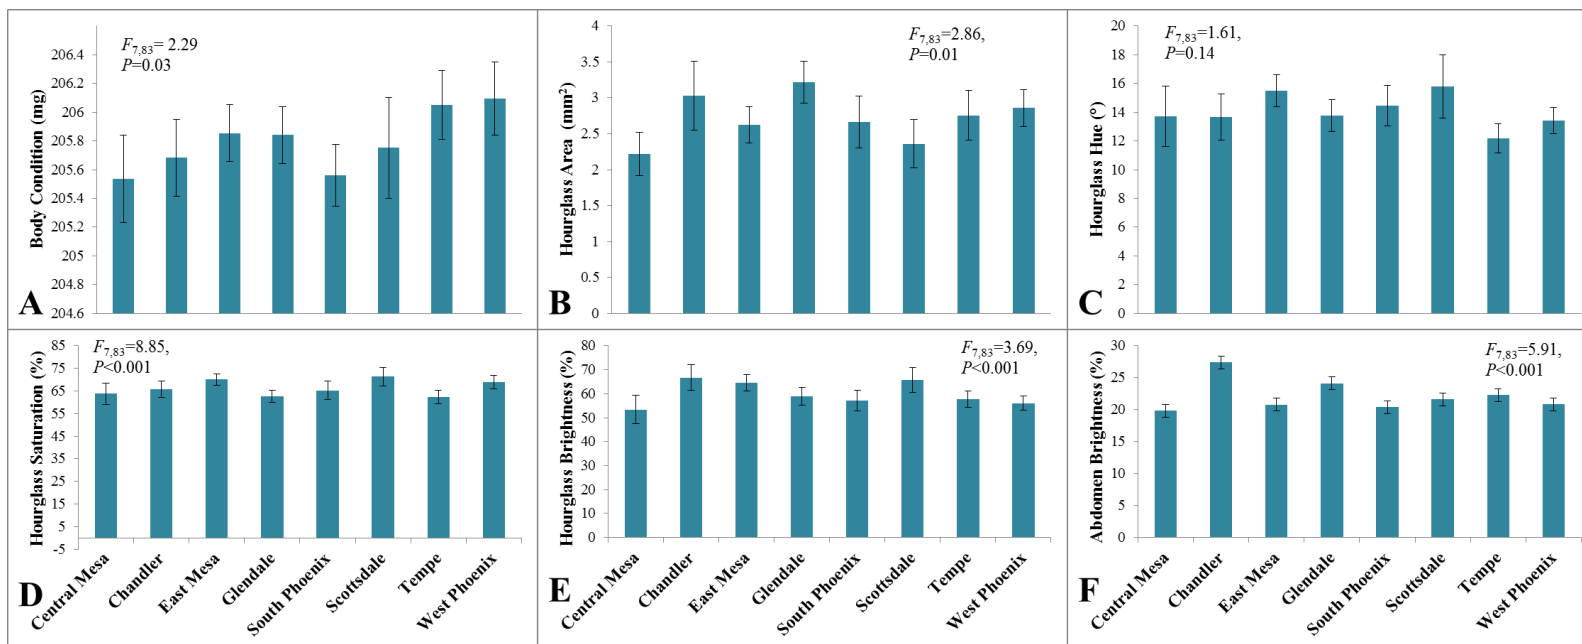 Body Condition (mg)
206.4
206.2
206
205.8
205.6
205.4
205.2
205
204.8
204.6
F7,83= 2.29
P=0.03
A
Hourglass Area (mm²)
4
3.5
3
2.5
2
1.5
1
0.5
0
F7,83=2.86,
P=0.01
B
Hourglass Hue (°)
20
18
16
14
12
10
8
6
4
2
0
F7,83=1.61,
P=0.14
C
Hourglass Saturation (%)
85
75
65
55
45
35
25
15
5
-5
F7,83=8.85,
P<0.001
D
Central Mesa
Chandler
East Mesa
Glendale
South Phoenix
Scottsdale
Tempe
West Phoenix
Hourglass Brightness (%)
80
70
60
50
40
30
20
10
0
F7,83=3.69,
P<0.001
E
Central Mesa
Chandler
East Mesa
Glendale
South Phoenix
Scottsdale
Tempe
West Phoenix
Abdomen Brightness (%)
30
25
20
15
10
5
0
F7,83=5.91,
P<0.001
F
Central Mesa
Chandler
East Mesa
Glendale
South Phoenix
Scottsdale
Tempe
West Phoenix